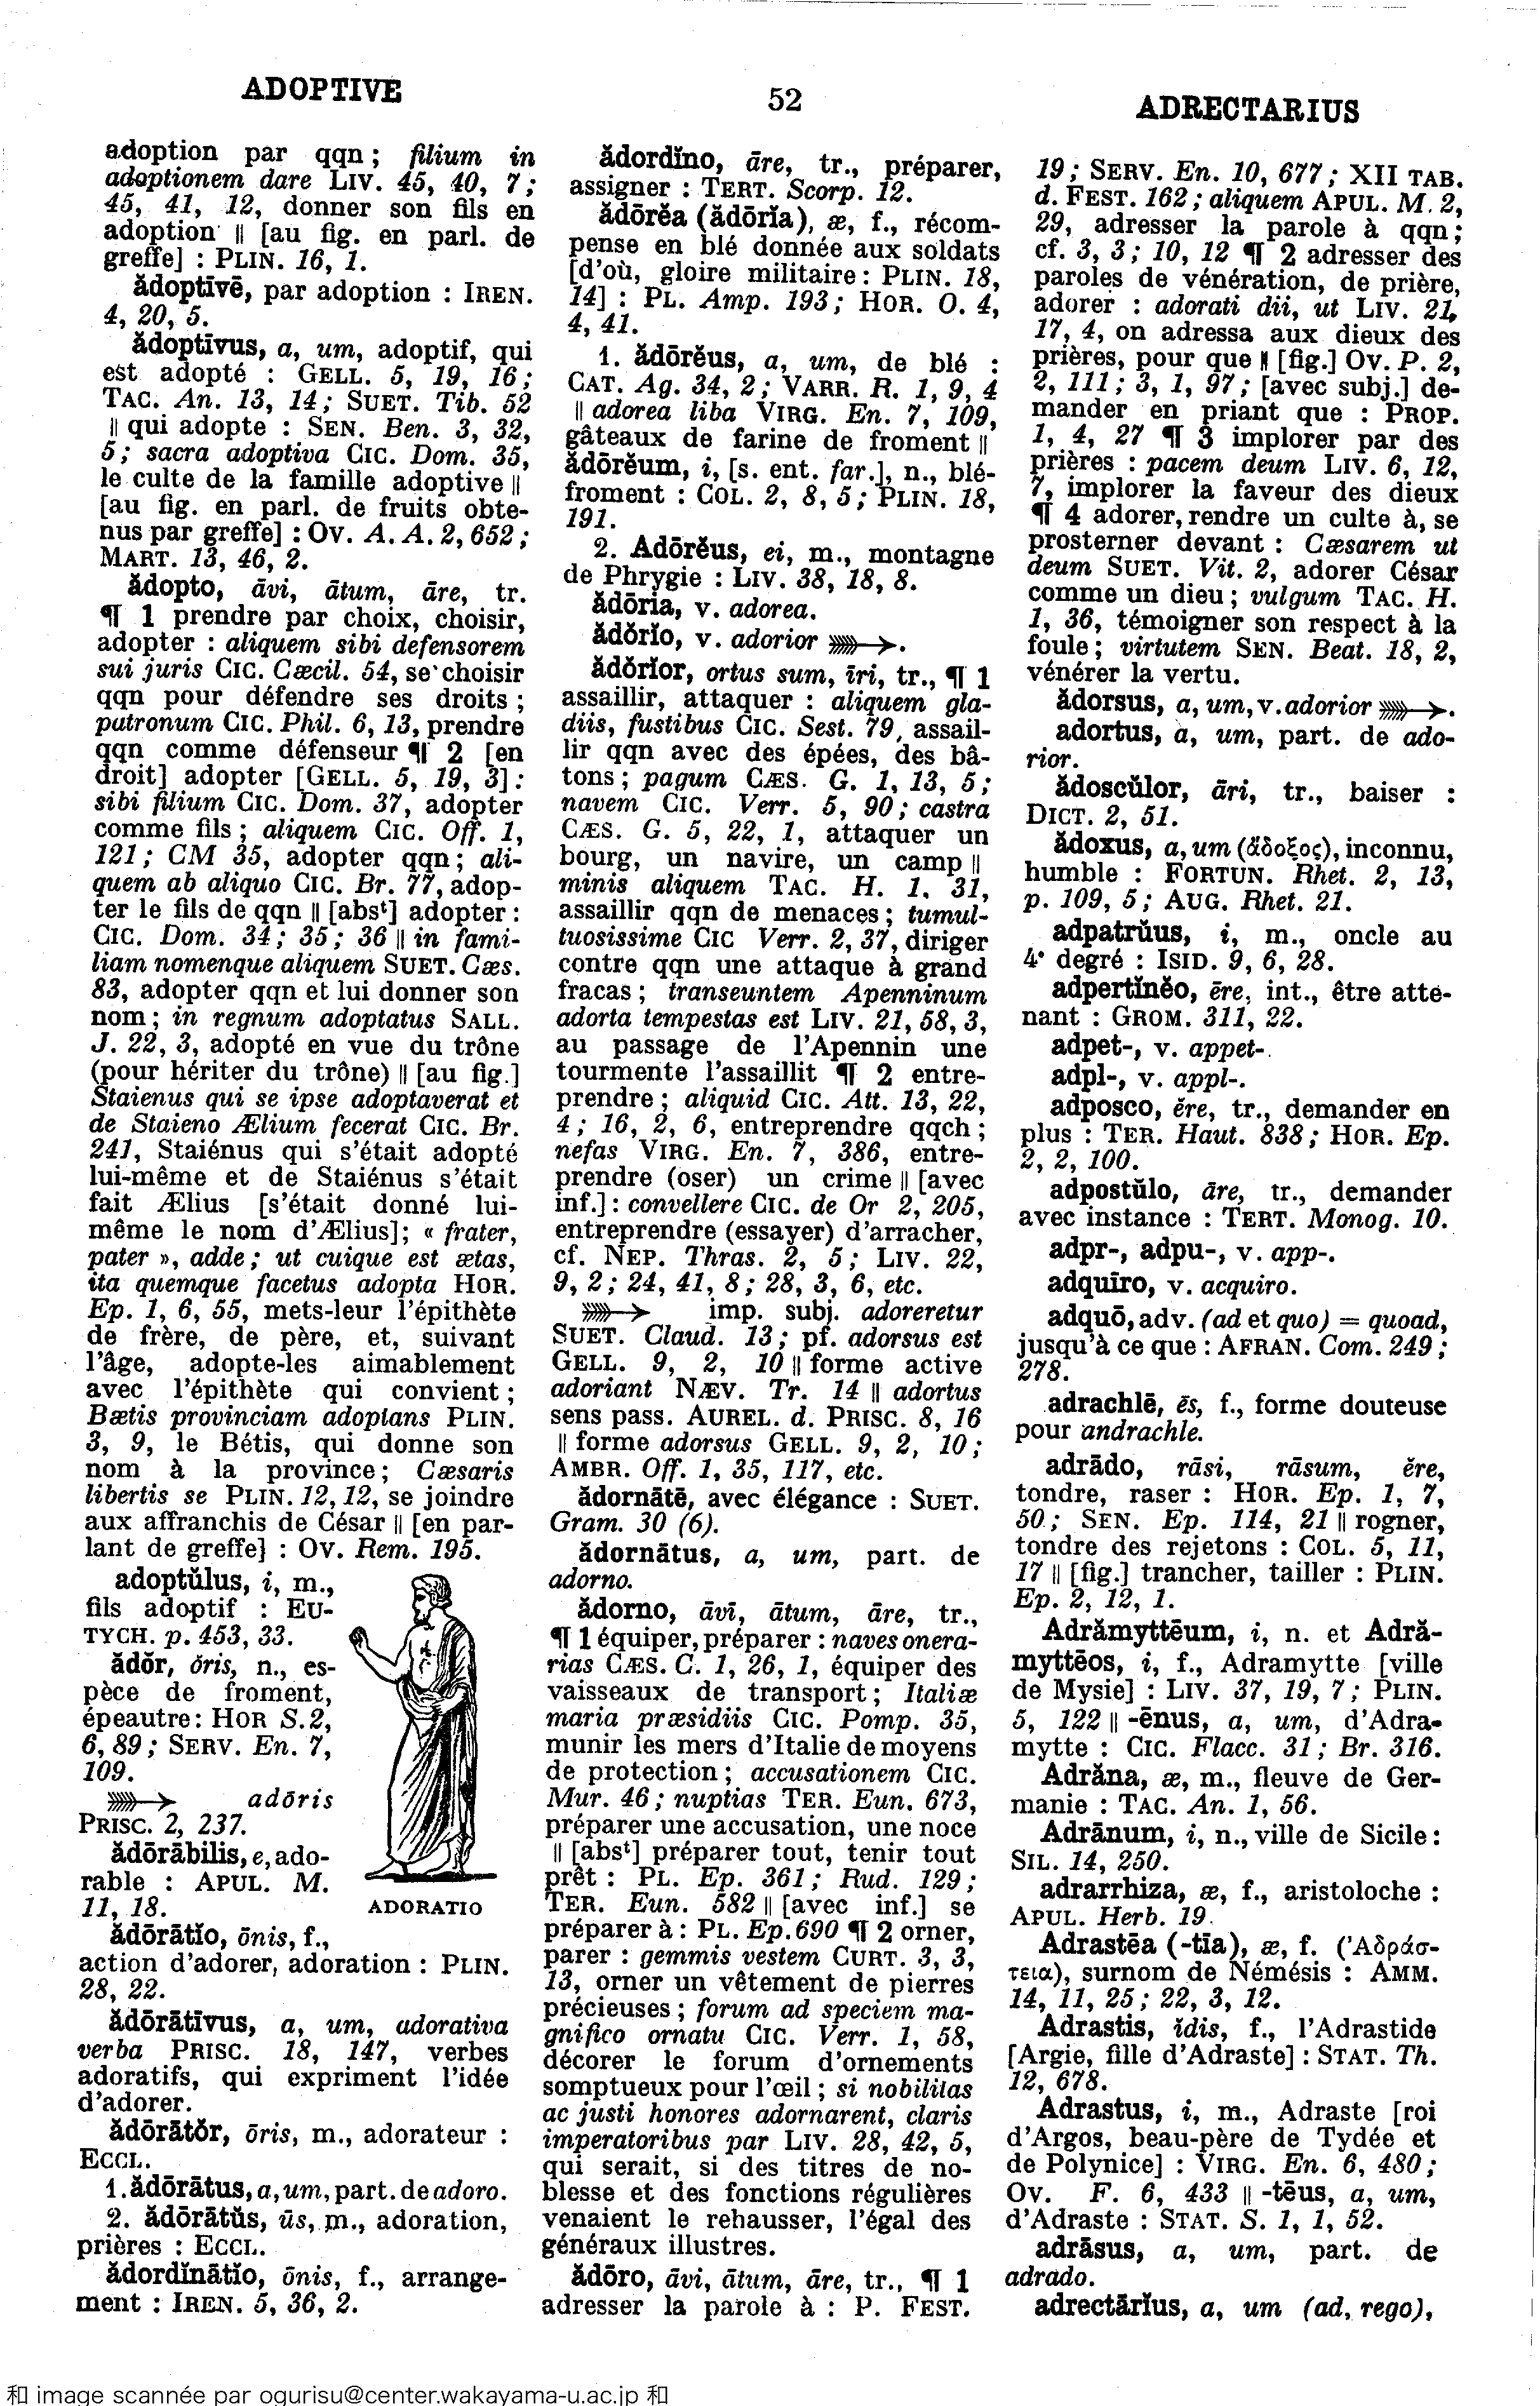 ADOPTIVE
52
ADRECTARIUS
adoption par qqn ; filium in
adoptionem dare LIV. 45, 40, 7 ;
45, 41, 12, donner son fils en
adoption || [au fig. en parl. de
greffe] : PLIN. 16, 1.
ădoptīvē, par adoption : IREN.
4, 20, 5.
ădoptīvus, a, um, adoptif, qui
est adopté : GELL. 5, 19, 16 ;
TAC. An. 13, 14 ; SUET. Tib. 52
|| qui adopte : SEN. Ben. 3, 32,
5 ; sacra adoptiva CIC. Dom. 35,
le culte de la famille adoptive ||
[au fig. en parl. de fruits obte-
nus par greffe] : OV. A. A. 2, 652 ;
MART. 13, 46, 2.
ădopto, āvi, ātum, āre, tr.
¶ 1 prendre par choix, choisir,
adopter : aliquem sibi defensorem
sui juris CIC. Cæcil. 54, se choisir
qqn pour défendre ses droits ;
patronum CIC. Phil. 6, 13, prendre
qqn comme défenseur ¶ 2 [en
droit] adopter [GELL. 5, 19, 3] :
sibi filium CIC. Dom. 37, adopter
comme fils ; aliquem CIC. Off. 1,
121 ; CM 35, adopter qqn ; ali-
quem ab aliquo CIC. Br. 77, adop-
ter le fils de qqn || [absᵗ] adopter :
CIC. Dom. 34 ; 35 ; 36 || in fami-
liam nomenque aliquem SUET. Cæs.
83, adopter qqn et lui donner son
nom ; in regnum adoptatus SALL.
J. 22, 3, adopté en vue du trône
(pour hériter du trône) || [au fig.]
Staienus qui se ipse adoptaverat et
de Staieno Ælium fecerat CIC. Br.
241, Staiénus qui s'était adopté
lui-même et de Staiénus s'était
fait Ælius [s'était donné lui-
même le nom d'Ælius] ; « frater,
pater », adde ; ut cuique est ætas,
ita quemque facetus adopta HOR.
Ep. 1, 6, 55, mets-leur l'épithète
de frère, de père, et, suivant
l'âge, adopte-les aimablement
avec l'épithète qui convient ;
Bætis provinciam adoptans PLIN.
3, 9, le Bétis, qui donne son
nom à la province ; Cæsaris
libertis se PLIN. 12, 12, se joindre
aux affranchis de César || [en par-
lant de greffe] : OV. Rem. 195.
adoptŭlus, i, m.,
fils adoptif : EU-
TYCH. p. 453, 33.
ădŏr, ŏris, n., es-
pèce de froment,
épeautre : HOR S. 2,
6, 89 ; SERV. En. 7,
109.
➳ adōris
PRISC. 2, 237.
ădōrābilis, e, ado-
rable : APUL. M.
11, 18.
ADORATIO
ădōrātĭo, ōnis, f.,
action d'adorer, adoration : PLIN.
28, 22.
ădōrātīvus, a, um, adorativa
verba PRISC. 18, 147, verbes
adoratifs, qui expriment l'idée
d'adorer.
ădōrātŏr, ōris, m., adorateur :
ECCL.
1. ădōrātus, a, um, part. de adoro.
2. ădōrātŭs, ūs, m., adoration,
prières : ECCL.
ădordĭnātĭo, ōnis, f., arrange-
ment : IREN. 5, 36, 2.
ădordĭno, āre, tr., préparer,
assigner : TERT. Scorp. 12.
ădōrĕa (ădōrĭa), æ, f., récom-
pense en blé donnée aux soldats
[d'où, gloire militaire : PLIN. 18,
14] : PL. Amp. 193 ; HOR. O. 4,
4, 41.
1. ădōrĕus, a, um, de blé :
CAT. Ag. 34, 2 ; VARR. R. 1, 9, 4
|| adorea liba VIRG. En. 7, 109,
gâteaux de farine de froment ||
ădōrĕum, i, [s. ent. far.], n., blé-
froment : COL. 2, 8, 5 ; PLIN. 18,
191.
2. Adōrĕus, ei, m., montagne
de Phrygie : LIV. 38, 18, 8.
ădōria, v. adorea.
ădŏrĭo, v. adorior ➳.
ădŏrĭor, ortus sum, īri, tr., ¶ 1
assaillir, attaquer : aliquem gla-
diis, fustibus CIC. Sest. 79, assail-
lir qqn avec des épées, des bâ-
tons ; pagum CÆS. G. 1, 13, 5 ;
navem CIC. Verr. 5, 90 ; castra
CÆS. G. 5, 22, 1, attaquer un
bourg, un navire, un camp ||
minis aliquem TAC. H. 1, 31,
assaillir qqn de menaces ; tumul-
tuosissime CIC Verr. 2, 37, diriger
contre qqn une attaque à grand
fracas ; transeuntem Apenninum
adorta tempestas est LIV. 21, 58, 3,
au passage de l'Apennin une
tourmente l'assaillit ¶ 2 entre-
prendre ; aliquid CIC. Att. 13, 22,
4 ; 16, 2, 6, entreprendre qqch ;
nefas VIRG. En. 7, 386, entre-
prendre (oser) un crime || [avec
inf.] : convellere CIC. de Or 2, 205,
entreprendre (essayer) d'arracher,
cf. NEP. Thras. 2, 5 ; LIV. 22,
9, 2 ; 24, 41, 8 ; 28, 3, 6, etc.
➳ imp. subj. adoreretur
SUET. Claud. 13 ; pf. adorsus est
GELL. 9, 2, 10 || forme active
adoriant NÆV. Tr. 14 || adortus
sens pass. AUREL. d. PRISC. 8, 16
|| forme adorsus GELL. 9, 2, 10 ;
AMBR. Off. 1, 35, 117, etc.
ădornātē, avec élégance : SUET.
Gram. 30 (6).
ădornātus, a, um, part. de
adorno.
ădorno, āvī, ātum, āre, tr.,
¶ 1 équiper, préparer : naves onera-
rias CÆS. C. 1, 26, 1, équiper des
vaisseaux de transport ; Italiæ
maria præsidiis CIC. Pomp. 35,
munir les mers d'Italie de moyens
de protection ; accusationem CIC.
Mur. 46 ; nuptias TER. Eun. 673,
préparer une accusation, une noce
|| [absᵗ] préparer tout, tenir tout
prêt : PL. Ep. 361 ; Rud. 129 ;
TER. Eun. 582 || [avec inf.] se
préparer à : PL. Ep. 690 ¶ 2 orner,
parer : gemmis vestem CURT. 3, 3,
13, orner un vêtement de pierres
précieuses ; forum ad speciem ma-
gnifico ornatu CIC. Verr. 1, 58,
décorer le forum d'ornements
somptueux pour l'œil ; si nobilitas
ac justi honores adornarent, claris
imperatoribus par LIV. 28, 42, 5,
qui serait, si des titres de no-
blesse et des fonctions régulières
venaient le rehausser, l'égal des
généraux illustres.
ădōro, āvi, ātum, āre, tr., ¶ 1
adresser la parole à : P. FEST.
19 ; SERV. En. 10, 677 ; XII TAB.
d. FEST. 162 ; aliquem APUL. M. 2,
29, adresser la parole à qqn ;
cf. 3, 3 ; 10, 12 ¶ 2 adresser des
paroles de vénération, de prière,
adorer : adorati dii, ut LIV. 21,
17, 4, on adressa aux dieux des
prières, pour que || [fig.] OV. P. 2,
2, 111 ; 3, 1, 97 ; [avec subj.] de-
mander en priant que : PROP.
1, 4, 27 ¶ 3 implorer par des
prières : pacem deum LIV. 6, 12,
7, implorer la faveur des dieux
¶ 4 adorer, rendre un culte à, se
prosterner devant : Cæsarem ut
deum SUET. Vit. 2, adorer César
comme un dieu ; vulgum TAC. H.
1, 36, témoigner son respect à la
foule ; virtutem SEN. Beat. 18, 2,
vénérer la vertu.
ădorsus, a, um, v. adorior ➳.
adortus, a, um, part. de ado-
rior.
ădoscŭlor, āri, tr., baiser :
DICT. 2, 51.
ădoxus, a, um (ἄδοξος), inconnu,
humble : FORTUN. Rhet. 2, 13,
p. 109, 5 ; AUG. Rhet. 21.
adpatrŭus, i, m., oncle au
4ᵉ degré : ISID. 9, 6, 28.
adpertĭnĕo, ēre, int., être atte-
nant : GROM. 311, 22.
adpet-, v. appet-.
adpl-, v. appl-.
adposco, ĕre, tr., demander en
plus : TER. Haut. 838 ; HOR. Ep.
2, 2, 100.
adpostŭlo, āre, tr., demander
avec instance : TERT. Monog. 10.
adpr-, adpu-, v. app-.
adquīro, v. acquiro.
adquō, adv. (ad et quo) = quoad,
jusqu'à ce que : AFRAN. Com. 249 ;
278.
adrachlē, ēs, f., forme douteuse
pour andrachle.
adrādo, rāsi, rāsum, ĕre,
tondre, raser : HOR. Ep. 1, 7,
50 ; SEN. Ep. 114, 21 || rogner,
tondre des rejetons : COL. 5, 11,
17 || [fig.] trancher, tailler : PLIN.
Ep. 2, 12, 1.
Adrămyttēum, i, n. et Adră-
myttēos, i, f., Adramytte [ville
de Mysie] : LIV. 37, 19, 7 ; PLIN.
5, 122 || -ēnus, a, um, d'Adra-
mytte : CIC. Flacc. 31 ; Br. 316.
Adrăna, æ, m., fleuve de Ger-
manie : TAC. An. 1, 56.
Adrānum, i, n., ville de Sicile :
SIL. 14, 250.
adrarrhiza, æ, f., aristoloche :
APUL. Herb. 19.
Adrastēa (-tīa), æ, f. (Ἀδράσ-
τεια), surnom de Némésis : AMM.
14, 11, 25 ; 22, 3, 12.
Adrastis, ĭdis, f., l'Adrastide
[Argie, fille d'Adraste] : STAT. Th.
12, 678.
Adrastus, i, m., Adraste [roi
d'Argos, beau-père de Tydée et
de Polynice] : VIRG. En. 6, 480 ;
OV. F. 6, 433 || -tēus, a, um,
d'Adraste : STAT. S. 1, 1, 52.
adrāsus, a, um, part. de
adrado.
adrectārĭus, a, um (ad, rego),
和 image scannée par ogurisu@center.wakayama-u.ac.jp 和